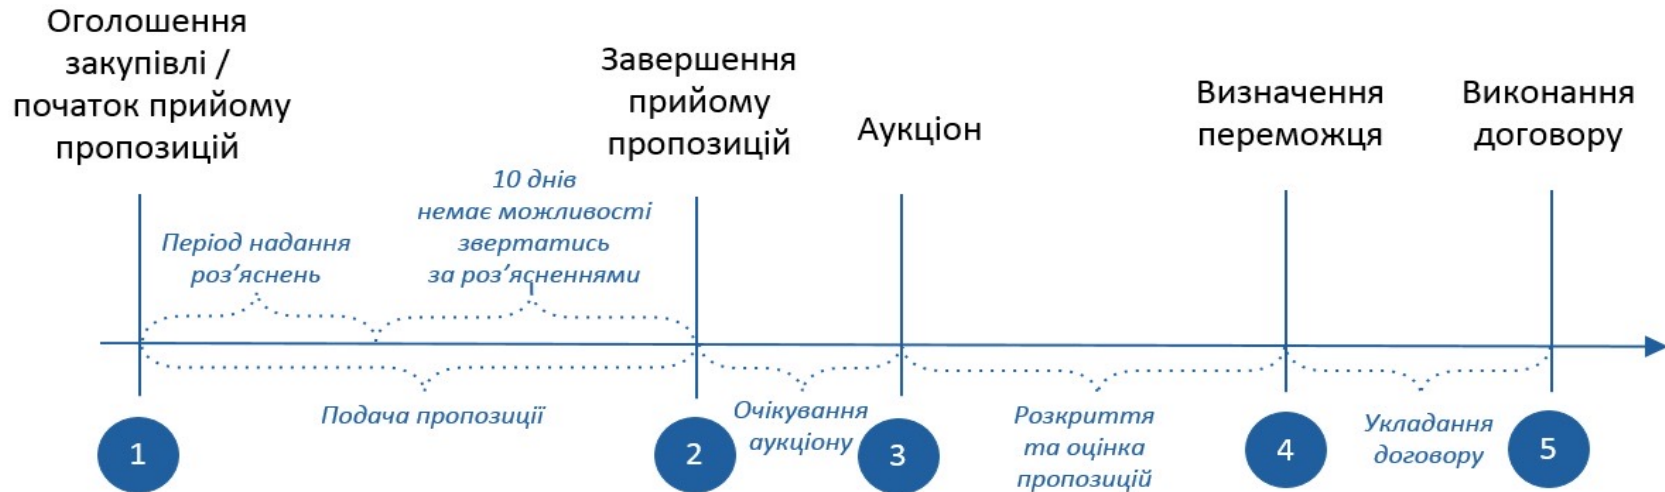 Оголошення
закупівлі /
початок прийому
пропозицій
Завершення
прийому
пропозицій
Аукціон
Визначення
переможця
Виконання
договору
Період надання
роз’яснень
10 днів
немає можливості
звертатись
за роз’ясненнями
Подача пропозиції
Очікування
аукціону
Розкриття
та оцінка
пропозицій
Укладання
договору
1
2
3
4
5